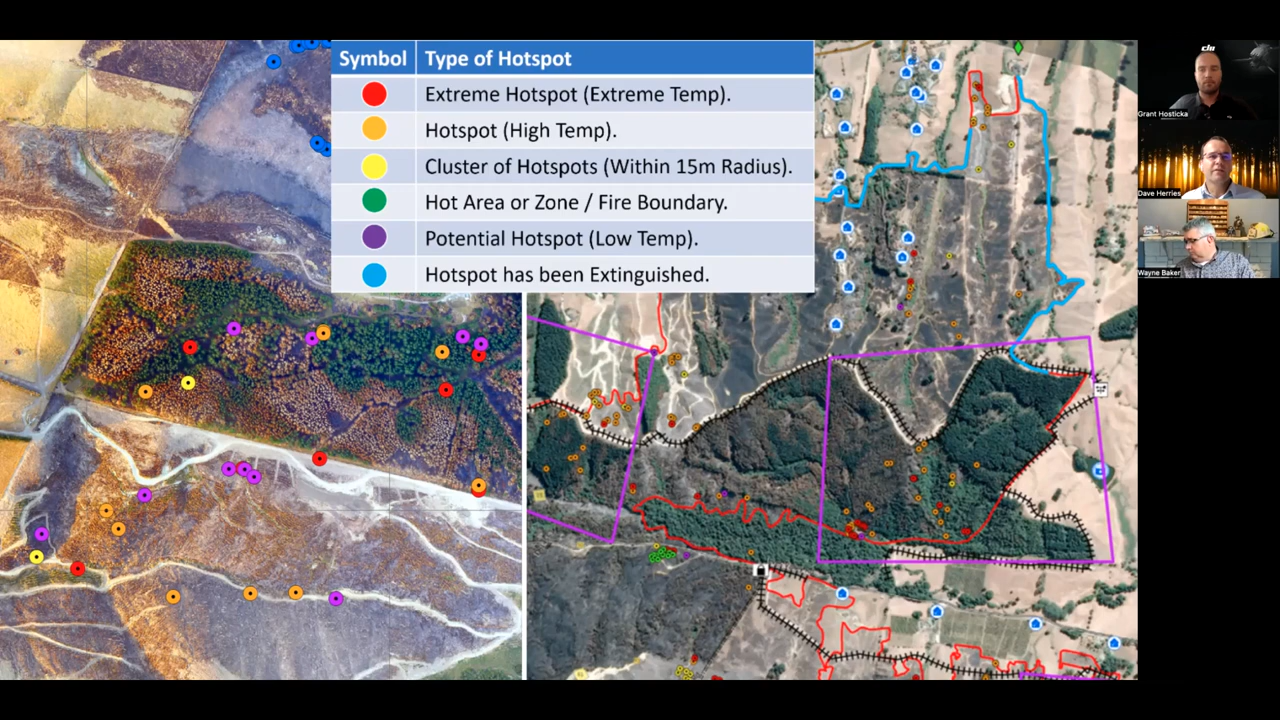 Symbol Type of Hotspot
Extreme Hotspot (Extreme Temp).
Hotspot (High Temp).
Cluster of Hotspots (Within 15m Radius).
Hot Area or Zone / Fire Boundary.
Potential Hotspot (Low Temp).
Hotspot has been Extinguished.
dji
Grant Hosticka
Dave Herries
Wayne Baker